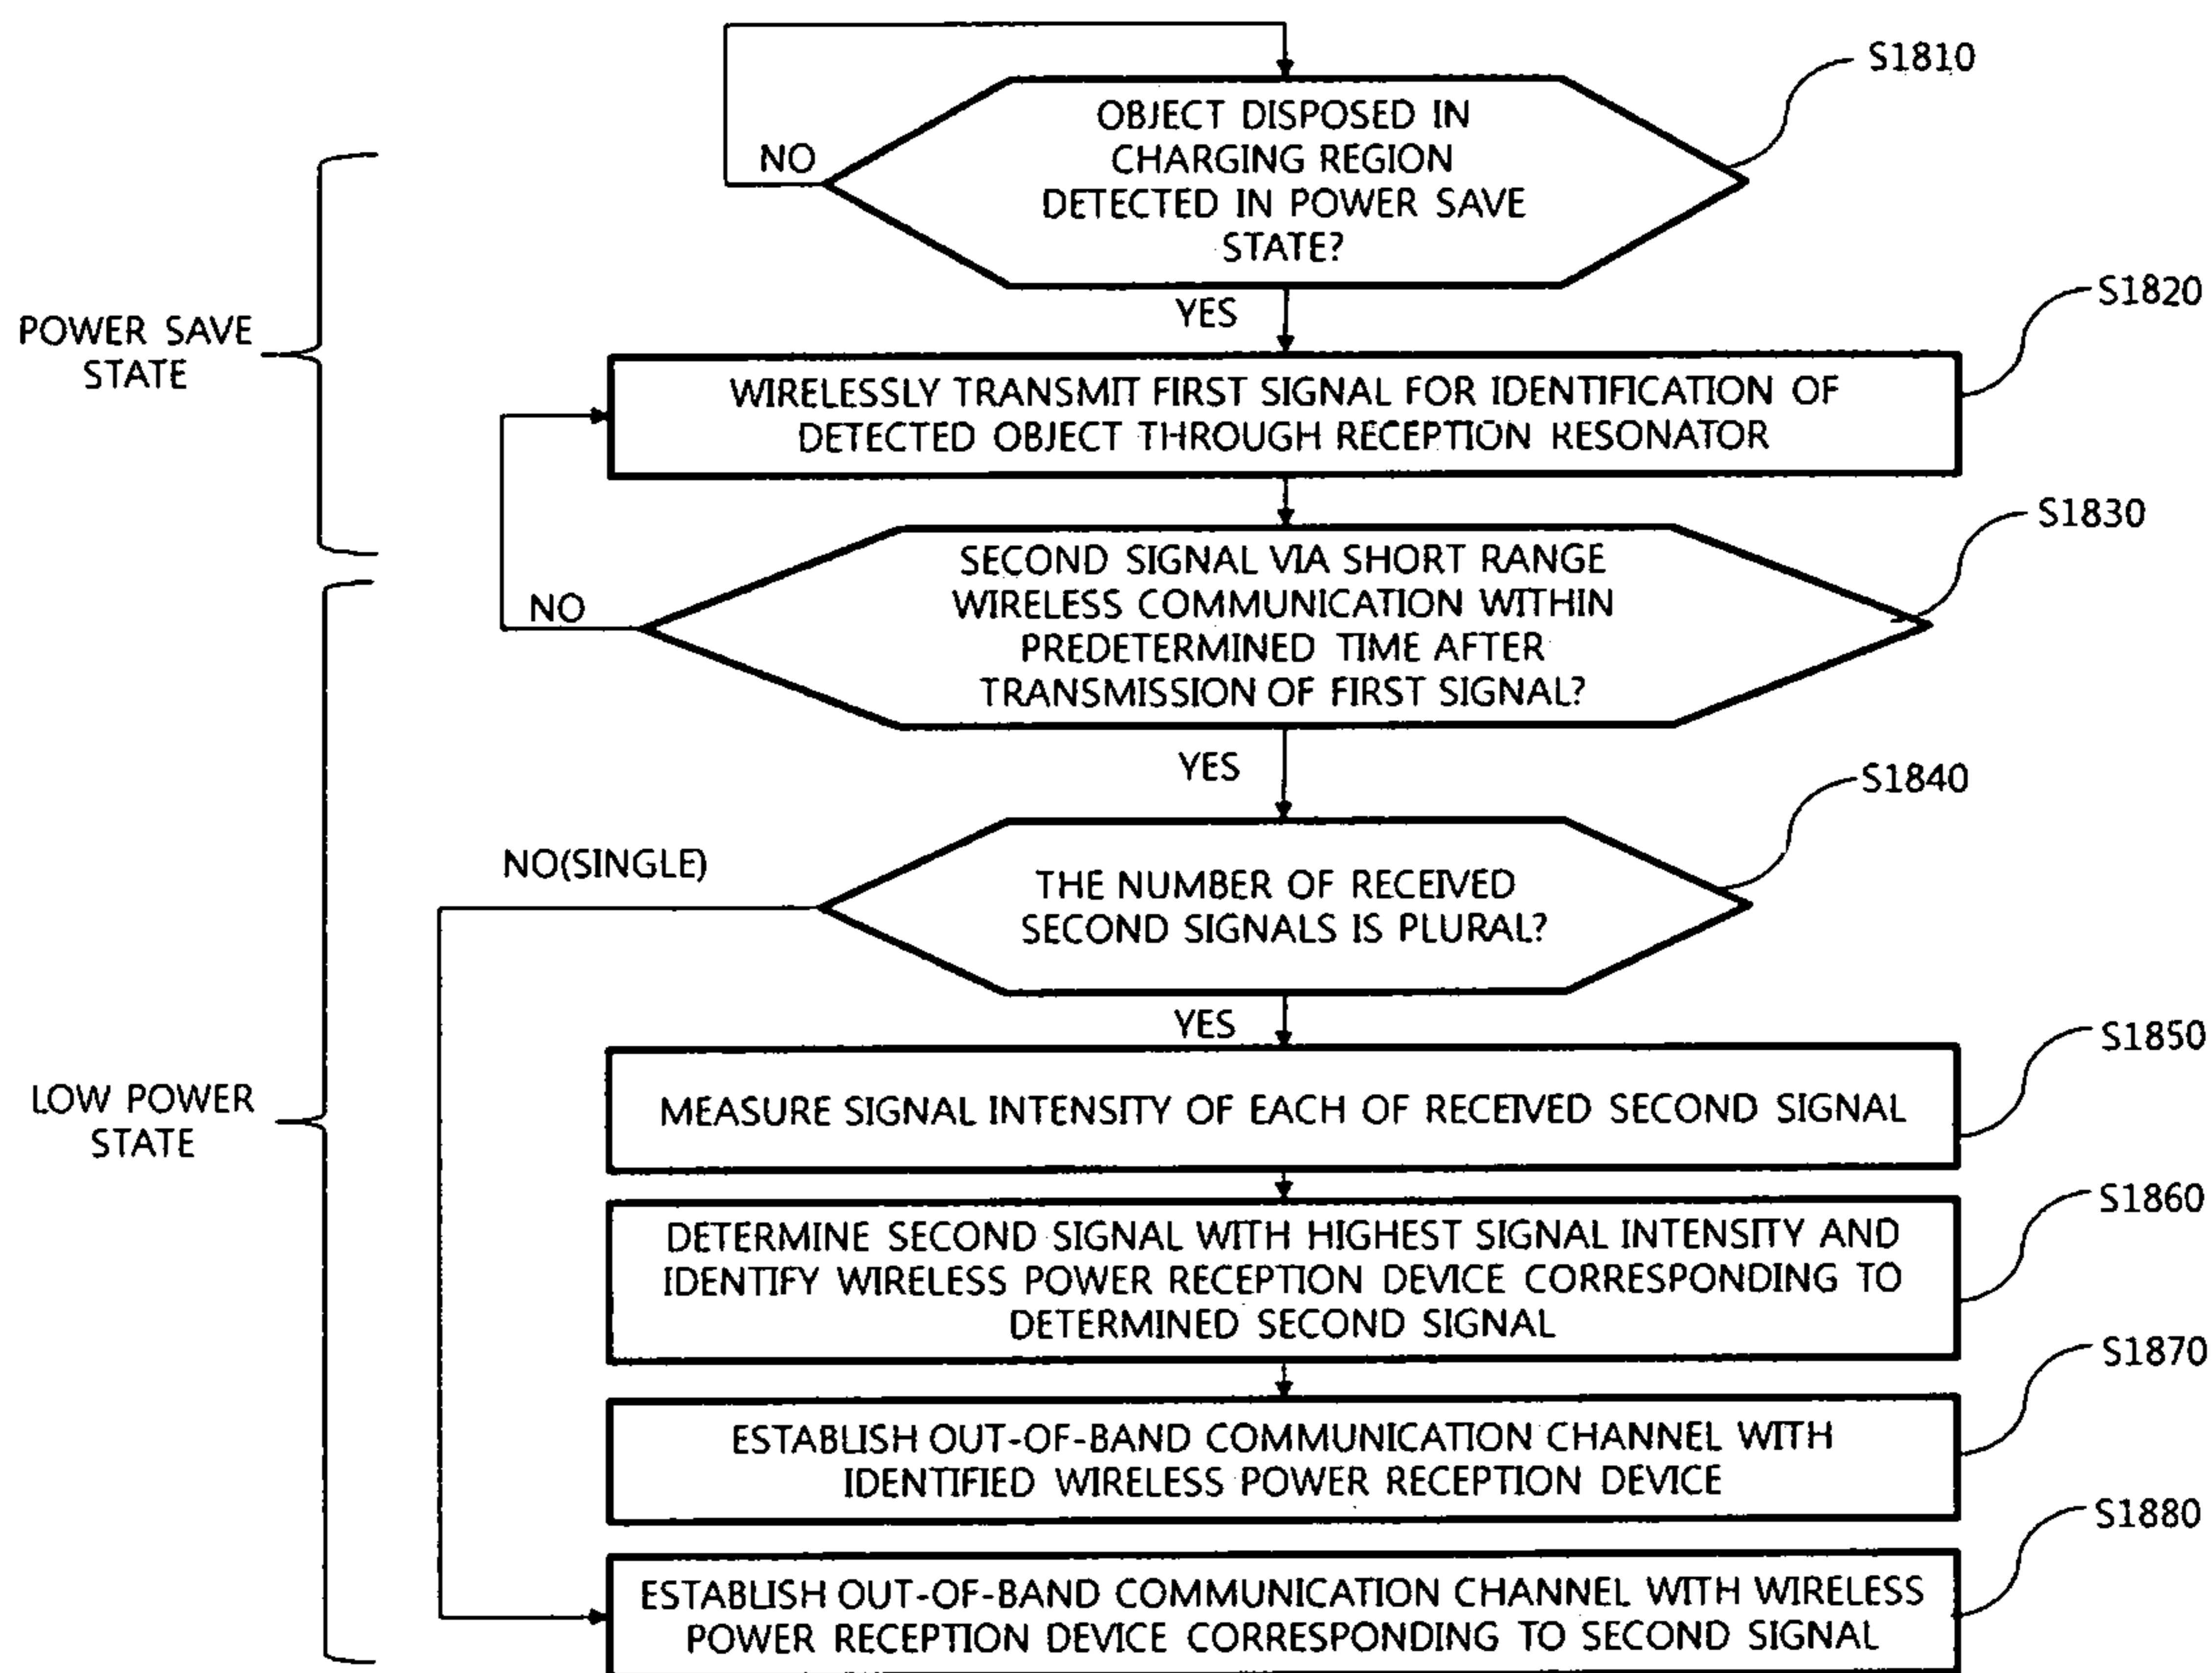 S1810
OBJECT DISPOSED IN
CHARGING REGION
DETECTED IN POWER SAVE
STATE?
NO
YES
POWER SAVE
STATE
S1820
WIRELESSLY TRANSMIT FIRST SIGNAL FOR IDENTIFICATION OF
DETECTED OBJECT THROUGH RECEPTION RESONATOR
S1830
SECOND SIGNAL VIA SHORT RANGE
WIRELESS COMMUNICATION WITHIN
PREDETERMINED TIME AFTER
TRANSMISSION OF FIRST SIGNAL?
NO
YES
S1840
NO(SINGLE)
THE NUMBER OF RECEIVED
SECOND SIGNALS IS PLURAL?
YES
LOW POWER
STATE
S1850
MEASURE SIGNAL INTENSITY OF EACH OF RECEIVED SECOND SIGNAL
S1860
DETERMINE SECOND SIGNAL WITH HIGHEST SIGNAL INTENSITY AND
IDENTIFY WIRELESS POWER RECEPTION DEVICE CORRESPONDING TO
DETERMINED SECOND SIGNAL
S1870
ESTABLISH OUT-OF-BAND COMMUNICATION CHANNEL WITH
IDENTIFIED WIRELESS POWER RECEPTION DEVICE
S1880
ESTABLISH OUT-OF-BAND COMMUNICATION CHANNEL WITH WIRELESS
POWER RECEPTION DEVICE CORRESPONDING TO SECOND SIGNAL